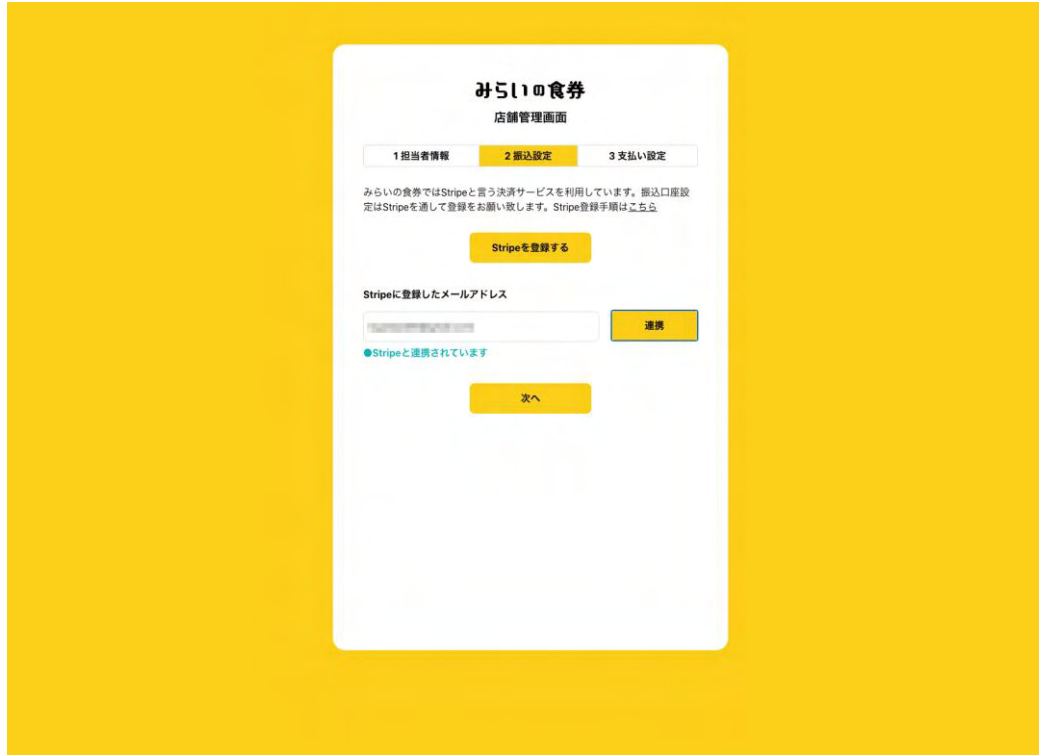 みらいの食券
店舗管理画面
1 担当者情報 2 振込設定 3 支払い設定
みらいの食券ではStripeと言う決済サービスを利用しています。振込口座設
定はStripeを通して登録をお願い致します。Stripe登録手順はこちら
Stripeを登録する
Stripeに登録したメールアドレス
連携
●Stripeと連携されています
次へ